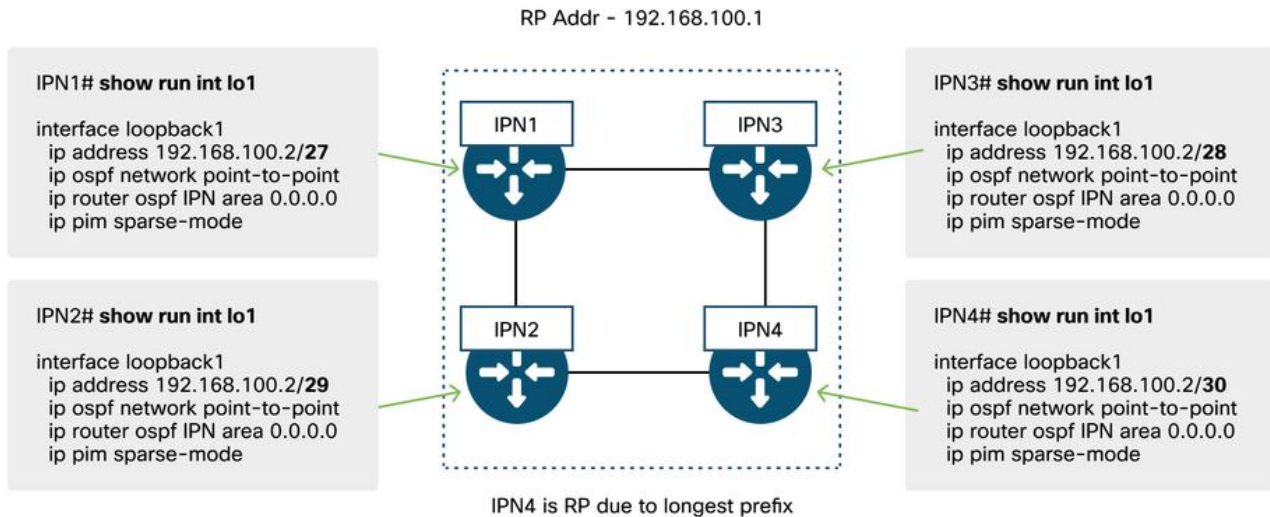 RP Addr - 192.168.100.1
IPN1# show run int lo1
interface loopback1
ip address 192.168.100.2/27
ip ospf network point-to-point
ip router ospf IPN area 0.0.0.0
ip pim sparse-mode
IPN1
IPN3
IPN3# show run int lo1
interface loopback1
ip address 192.168.100.2/28
ip ospf network point-to-point
ip router ospf IPN area 0.0.0.0
ip pim sparse-mode
IPN2# show run int lo1
interface loopback1
ip address 192.168.100.2/29
ip ospf network point-to-point
ip router ospf IPN area 0.0.0.0
ip pim sparse-mode
IPN2
IPN4
IPN4# show run int lo1
interface loopback1
ip address 192.168.100.2/30
ip ospf network point-to-point
ip router ospf IPN area 0.0.0.0
ip pim sparse-mode
IPN4 is RP due to longest prefix